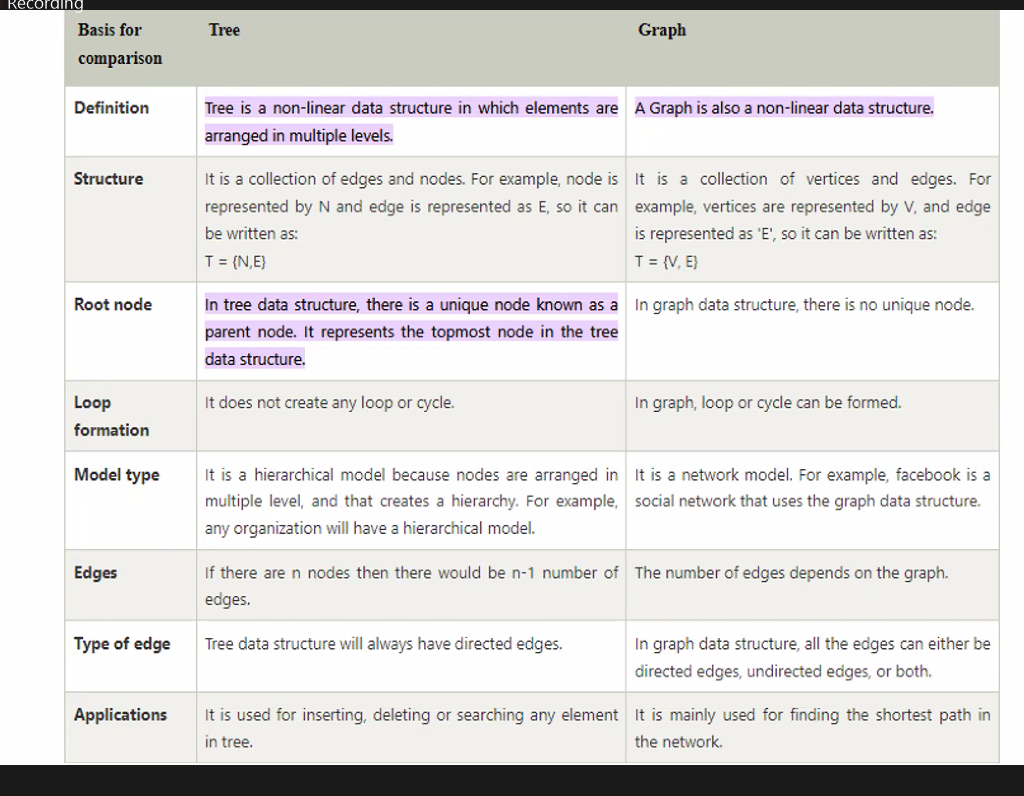 Recording
Basis for
comparison
Tree
Graph
Definition
Tree is a non-linear data structure in which elements are
arranged in multiple levels.
A Graph is also a non-linear data structure.
Structure
It is a collection of edges and nodes. For example, node is
represented by N and edge is represented as E, so it can
be written as:
T = {N,E}
It is a collection of vertices and edges. For
example, vertices are represented by V, and edge
is represented as 'E', so it can be written as:
T = {V, E}
Root node
In tree data structure, there is a unique node known as a
parent node. It represents the topmost node in the tree
data structure.
In graph data structure, there is no unique node.
Loop
formation
It does not create any loop or cycle.
In graph, loop or cycle can be formed.
Model type
It is a hierarchical model because nodes are arranged in
multiple level, and that creates a hierarchy. For example,
any organization will have a hierarchical model.
It is a network model. For example, facebook is a
social network that uses the graph data structure.
Edges
If there are n nodes then there would be n-1 number of
edges.
The number of edges depends on the graph.
Type of edge
Tree data structure will always have directed edges.
In graph data structure, all the edges can either be
directed edges, undirected edges, or both.
Applications
It is used for inserting, deleting or searching any element
in tree.
It is mainly used for finding the shortest path in
the network.